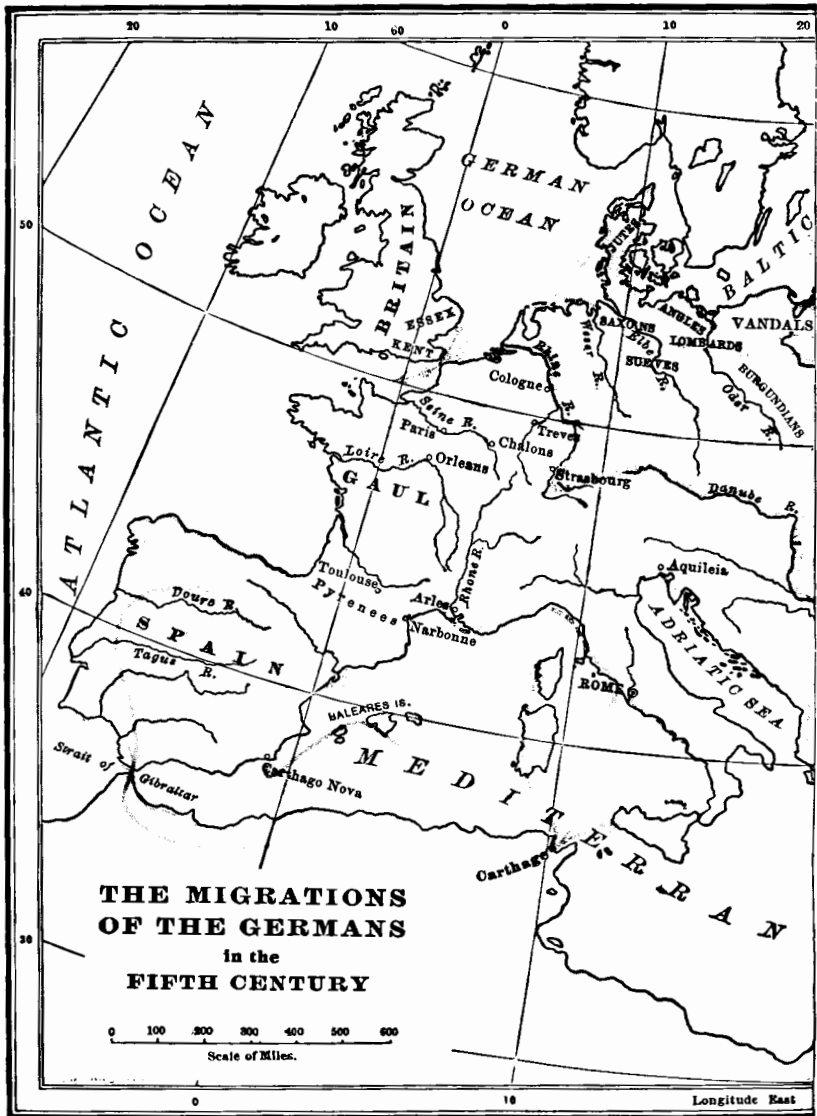 20 10 60 0 10 20
50
40
30
0 10 Longitude East
ATLANTIC OCEAN
GERMAN
OCEAN
BALTIC
BRITAIN
ESSEX
KENT
JUTES
SAXONS
ANGLES
VANDALS
LOMBARDS
SUEVES
BURGUNDIANS
Weser R.
Elbe R.
Oder R.
Rhine R.
Cologne
Treves
Seine R.
Paris
Chalons
Loire R.
Orleans
Strasbourg
GAUL
Danube R.
Toulouse
Pyrenees
Arles
Rhone R.
Narbonne
Aquileia
ADRIATIC SEA
Douro R.
SPAIN
Tagus R.
ROME
BALEARES IS.
Strait of
Gibraltar
Carthago Nova
MEDITERRAN
Carthage
THE MIGRATIONS
OF THE GERMANS
in the
FIFTH CENTURY
0 100 200 300 400 500 600
Scale of Miles.